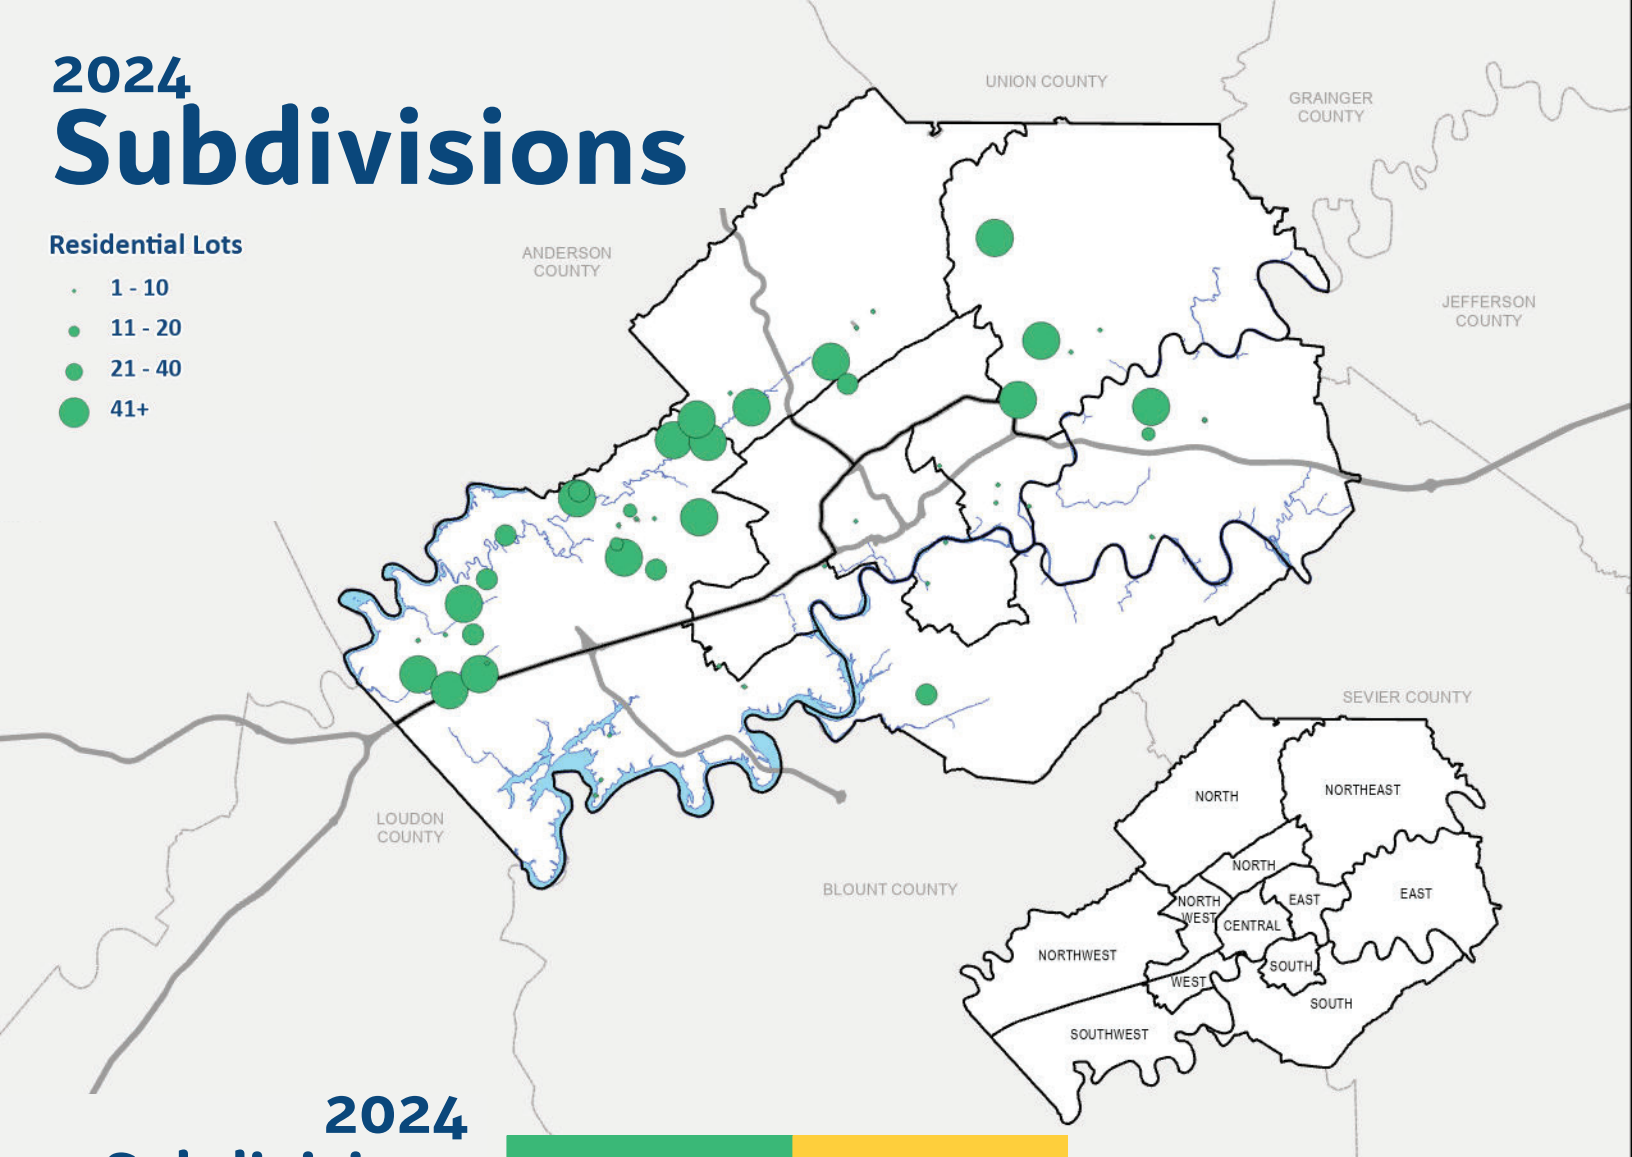 2024
Subdivisions
Residential Lots
1 - 10
11 - 20
21 - 40
41+
UNION COUNTY
GRAINGER
COUNTY
ANDERSON
COUNTY
JEFFERSON
COUNTY
SEVIER COUNTY
LOUDON
COUNTY
BLOUNT COUNTY
NORTH
NORTHEAST
NORTH
NORTH
WEST
EAST
EAST
CENTRAL
NORTHWEST
SOUTH
WEST
SOUTH
SOUTHWEST
2024